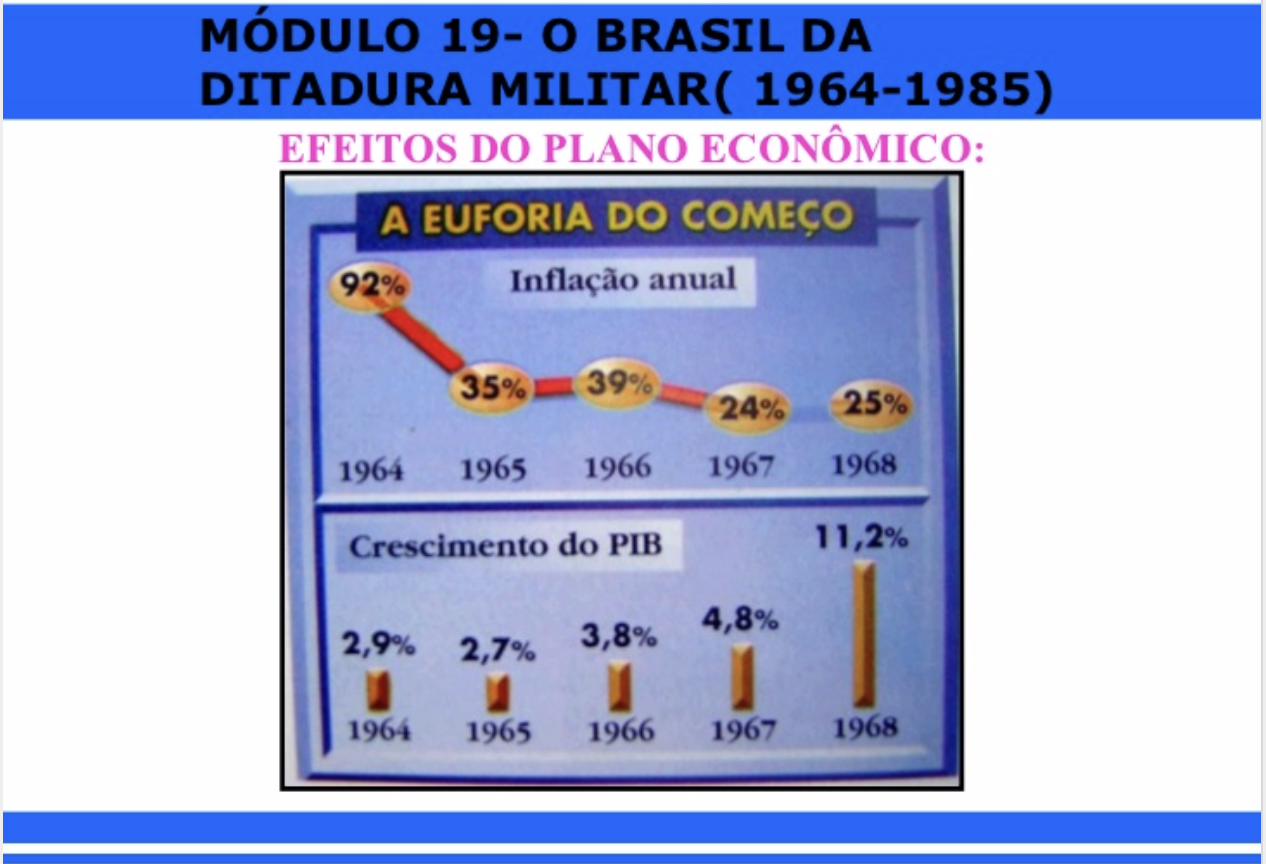 MÓDULO 19- O BRASIL DA
DITADURA MILITAR( 1964-1985)
EFEITOS DO PLANO ECONÔMICO:
A EUFORIA DO COMEÇO
Inflação anual
92%
35%
39%
24%
25%
1964 1965 1966 1967 1968
Crescimento do PIB
2,9% 2,7% 3,8% 4,8% 11,2%
1964 1965 1966 1967 1968